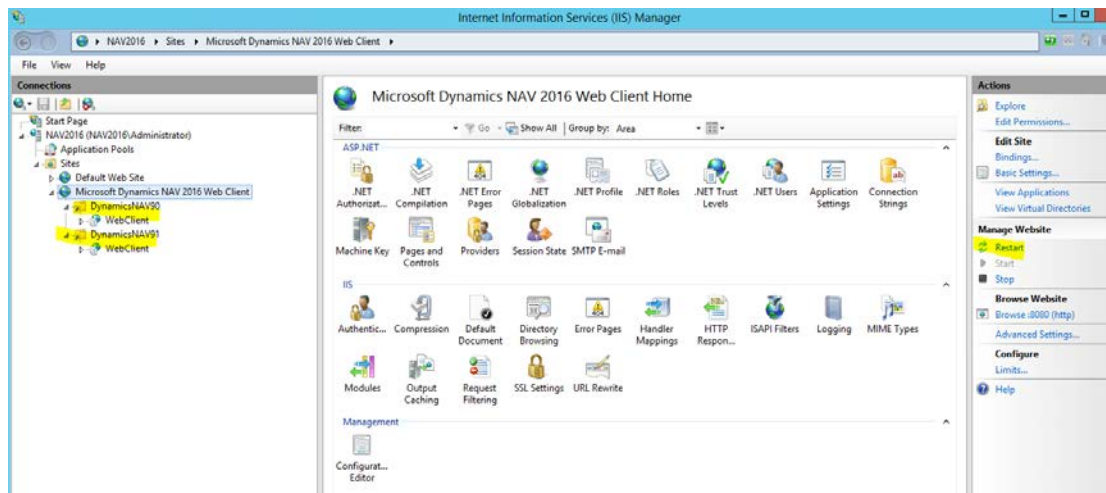 Internet Information Services (IIS) Manager
NAV2016 Sites Microsoft Dynamics NAV 2016 Web Client
File View Help
Connections
Start Page
NAV2016 (NAV2016\Administrator)
Application Pools
Sites
Default Web Site
Microsoft Dynamics NAV 2016 Web Client
DynamicsNAV90
WebClient
DynamicsNAV91
WebClient
Microsoft Dynamics NAV 2016 Web Client Home
Filter: Go Show All Group by: Area
ASP.NET
.NET .NET .NET Error .NET .NET Profile .NET Roles .NET Trust .NET Users Application Connection
Authorizat... Compilation Pages Globalization Levels Settings Strings
Machine Key Pages and Providers Session State SMTP E-mail
Controls
IIS
Authentic... Compression Default Directory Error Pages Handler HTTP ISAPI Filters Logging MIME Types
Document Browsing Mappings Respon...
Modules Output Request SSL Settings URL Rewrite
Caching Filtering
Management
Configurat...
Editor
Actions
Explore
Edit Permissions...
Edit Site
Bindings...
Basic Settings...
View Applications
View Virtual Directories
Manage Website
Restart
Start
Stop
Browse Website
Browse :8080 (http)
Advanced Settings...
Configure
Limits...
Help